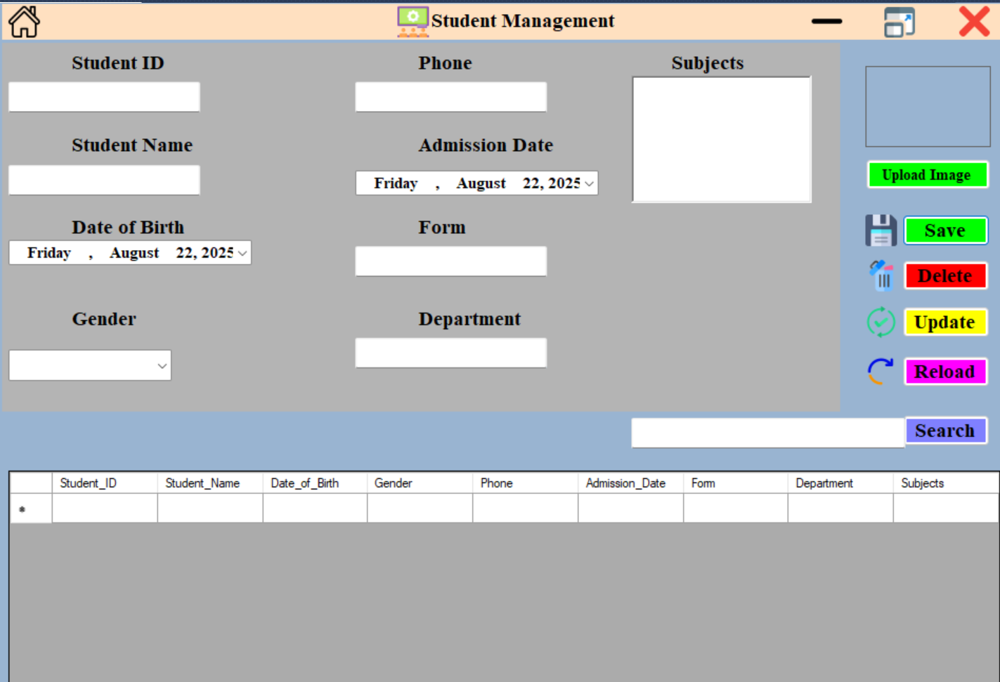 Student Management
Student ID
Phone
Subjects
Student Name
Admission Date
Friday , August 22, 2025
Upload Image
Date of Birth
Form
Save
Friday , August 22, 2025
Delete
Gender
Department
Update
Reload
Search
Student_ID Student_Name Date_of_Birth Gender Phone Admission_Date Form Department Subjects
*